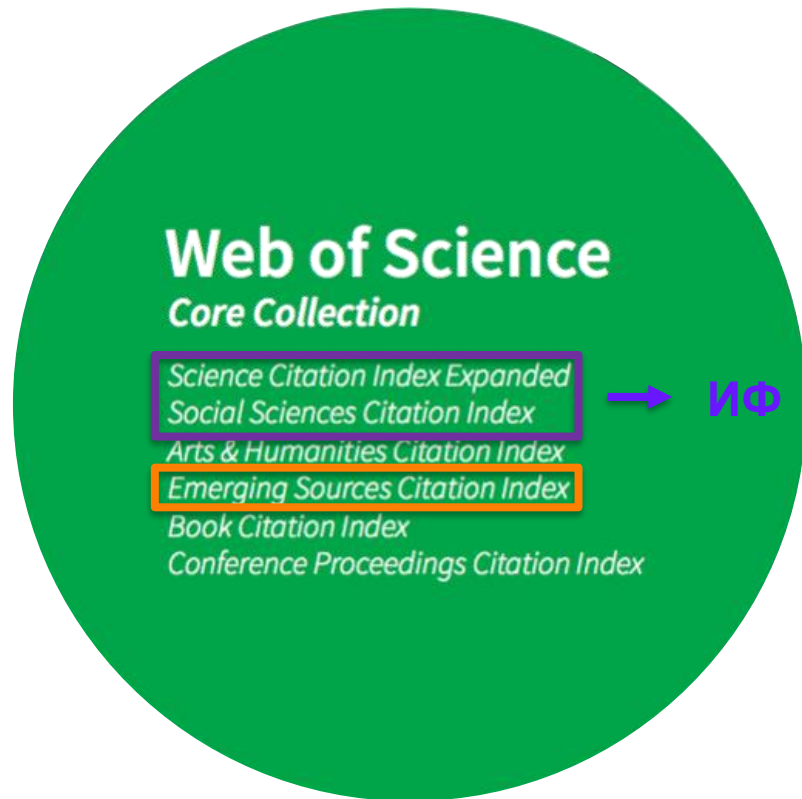 Web of Science
Core Collection
Science Citation Index Expanded
Social Sciences Citation Index
ИФ
Arts & Humanities Citation Index
Emerging Sources Citation Index
Book Citation Index
Conference Proceedings Citation Index